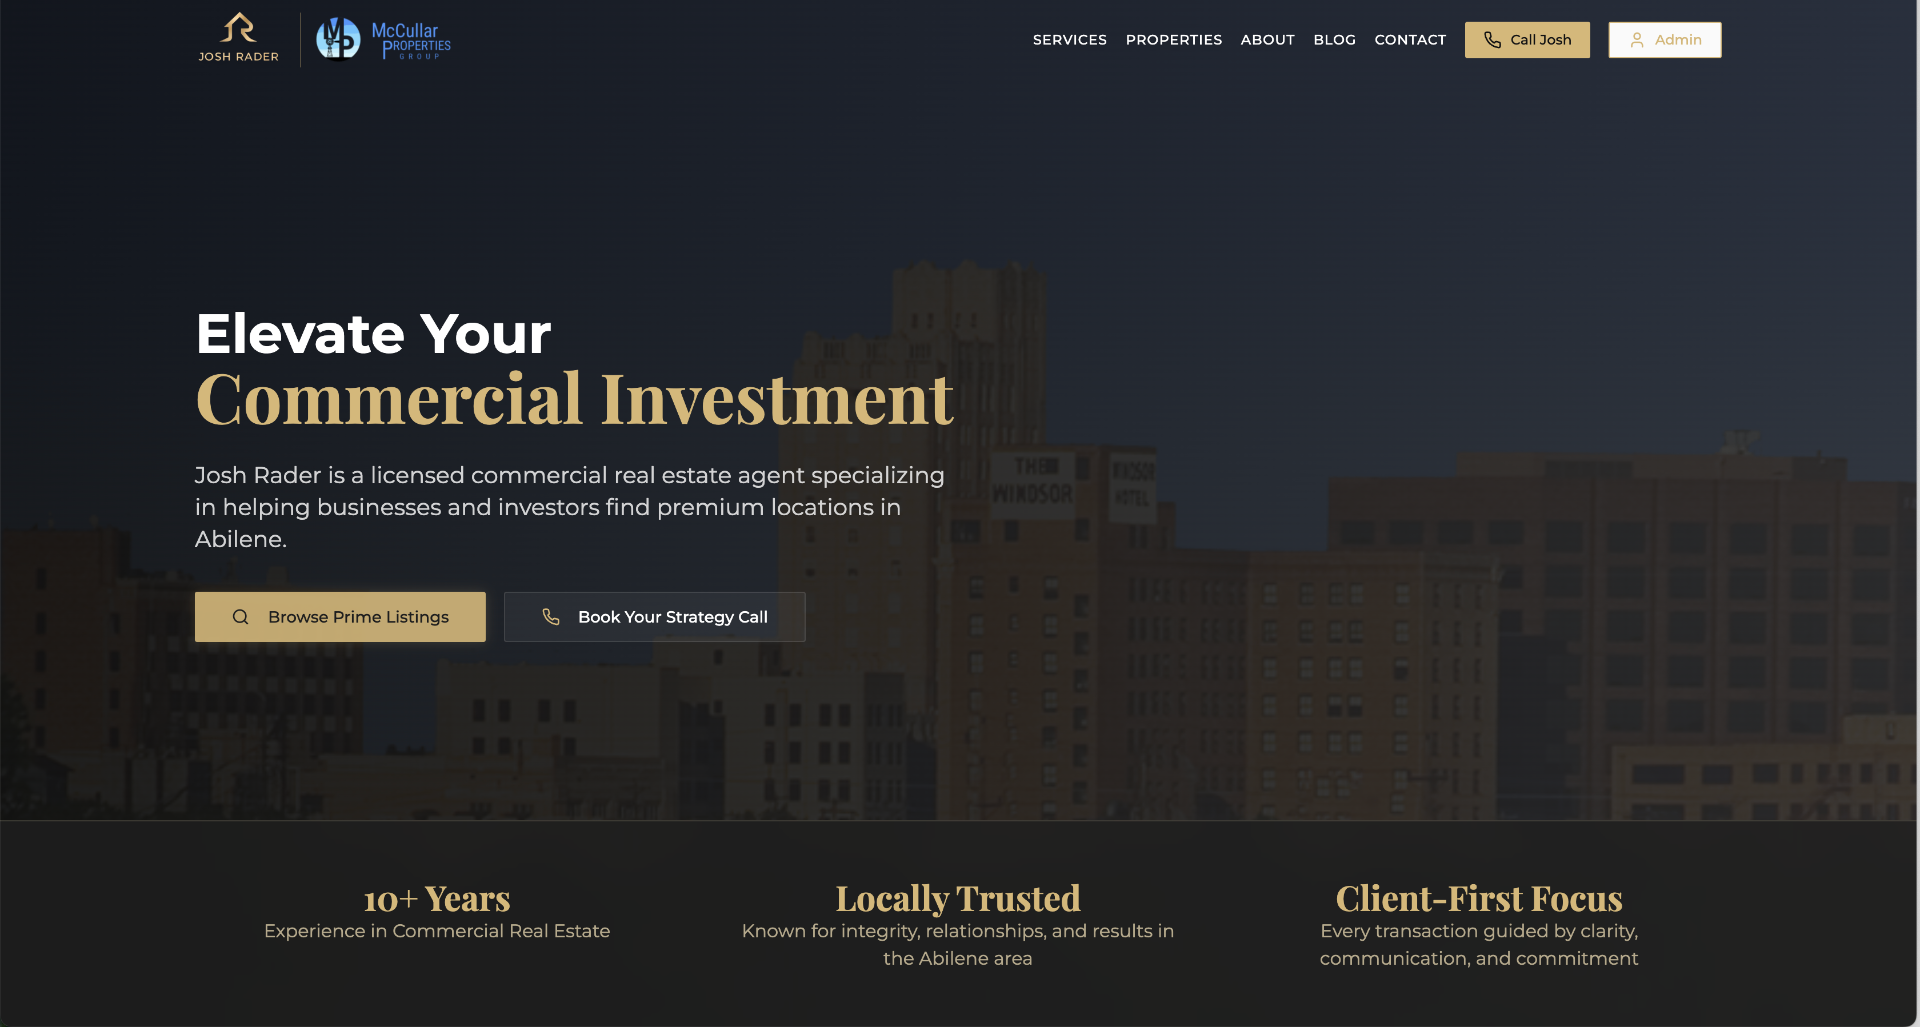 JOSH RADER
MP
McCullar
PROPERTIES
GROUP
SERVICES PROPERTIES ABOUT BLOG CONTACT Call Josh Admin
Elevate Your
Commercial Investment
Josh Rader is a licensed commercial real estate agent specializing
in helping businesses and investors find premium locations in
Abilene.
THE
WINDSOR
WINDSOR
HOTEL
Browse Prime Listings Book Your Strategy Call
10+ Years
Experience in Commercial Real Estate
Locally Trusted
Known for integrity, relationships, and results in
the Abilene area
Client-First Focus
Every transaction guided by clarity,
communication, and commitment